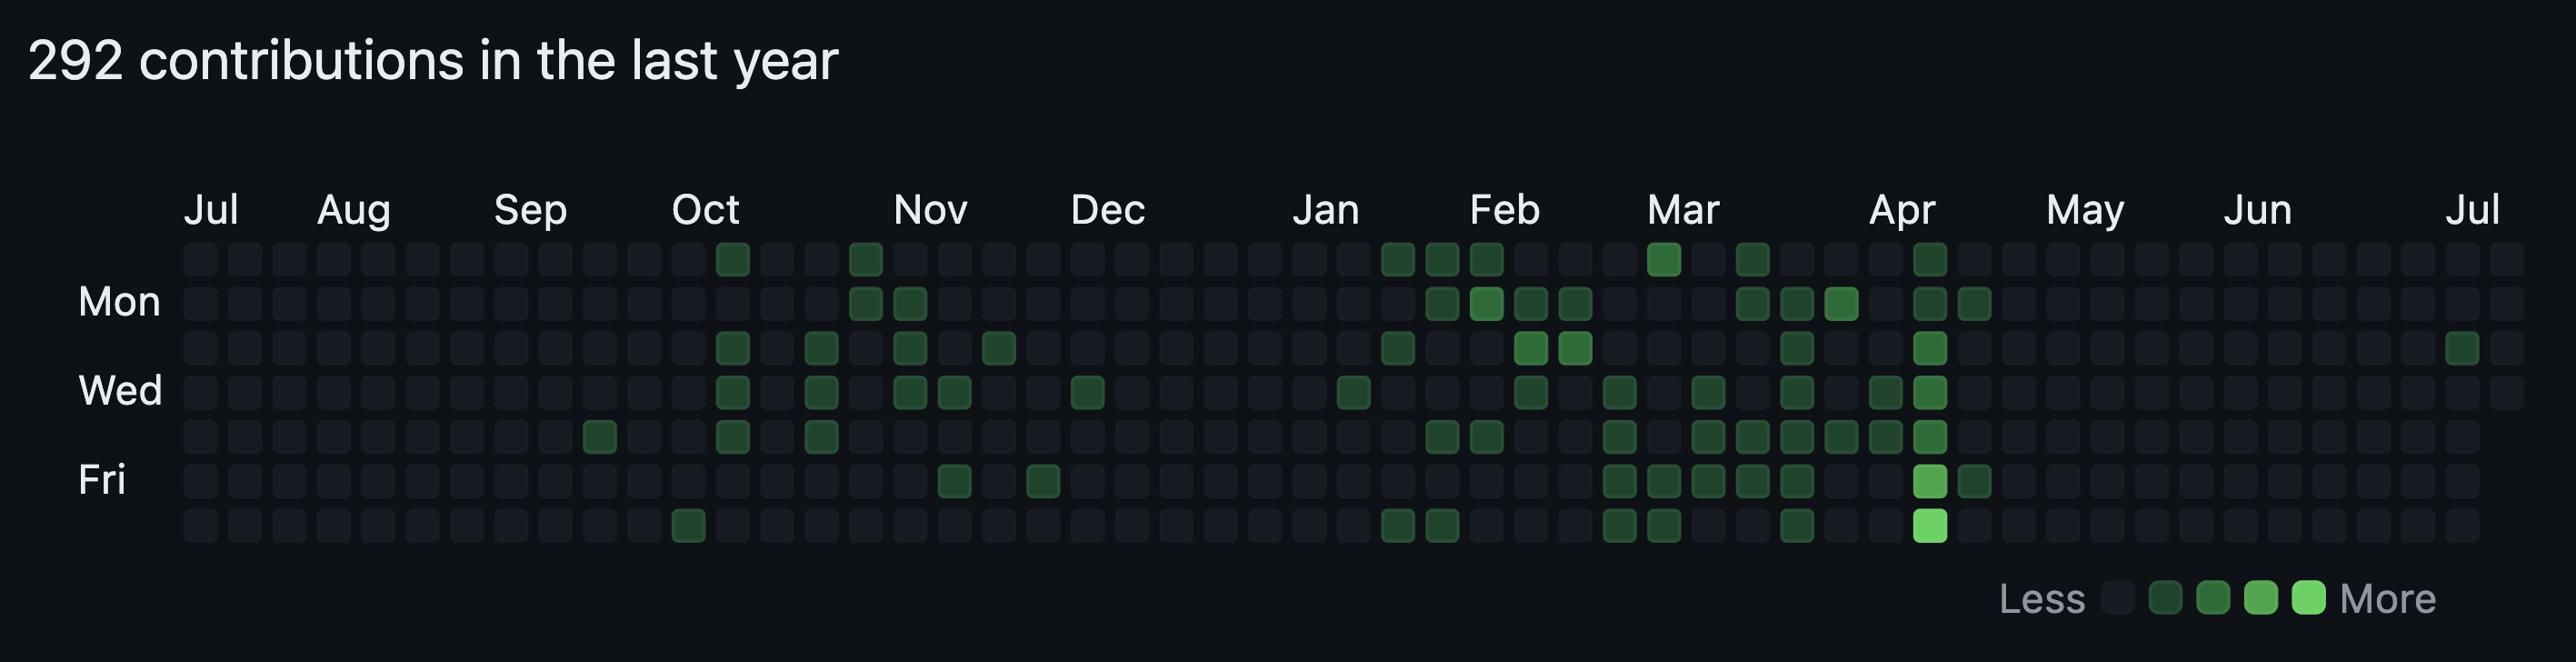 292 contributions in the last year
Jul Aug Sep Oct Nov Dec Jan Feb Mar Apr May Jun Jul
Mon
Wed
Fri
Less More